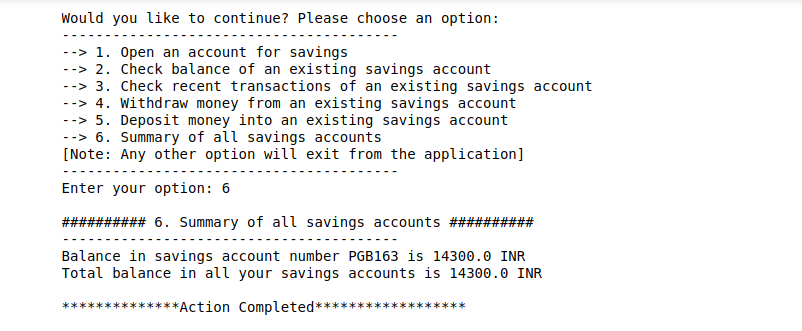 Would you like to continue? Please choose an option:
----------------------------------------
--> 1. Open an account for savings
--> 2. Check balance of an existing savings account
--> 3. Check recent transactions of an existing savings account
--> 4. Withdraw money from an existing savings account
--> 5. Deposit money into an existing savings account
--> 6. Summary of all savings accounts
[Note: Any other option will exit from the application]
----------------------------------------
Enter your option: 6
########## 6. Summary of all savings accounts ##########
----------------------------------------
Balance in savings account number PGB163 is 14300.0 INR
Total balance in all your savings accounts is 14300.0 INR
**************Action Completed******************